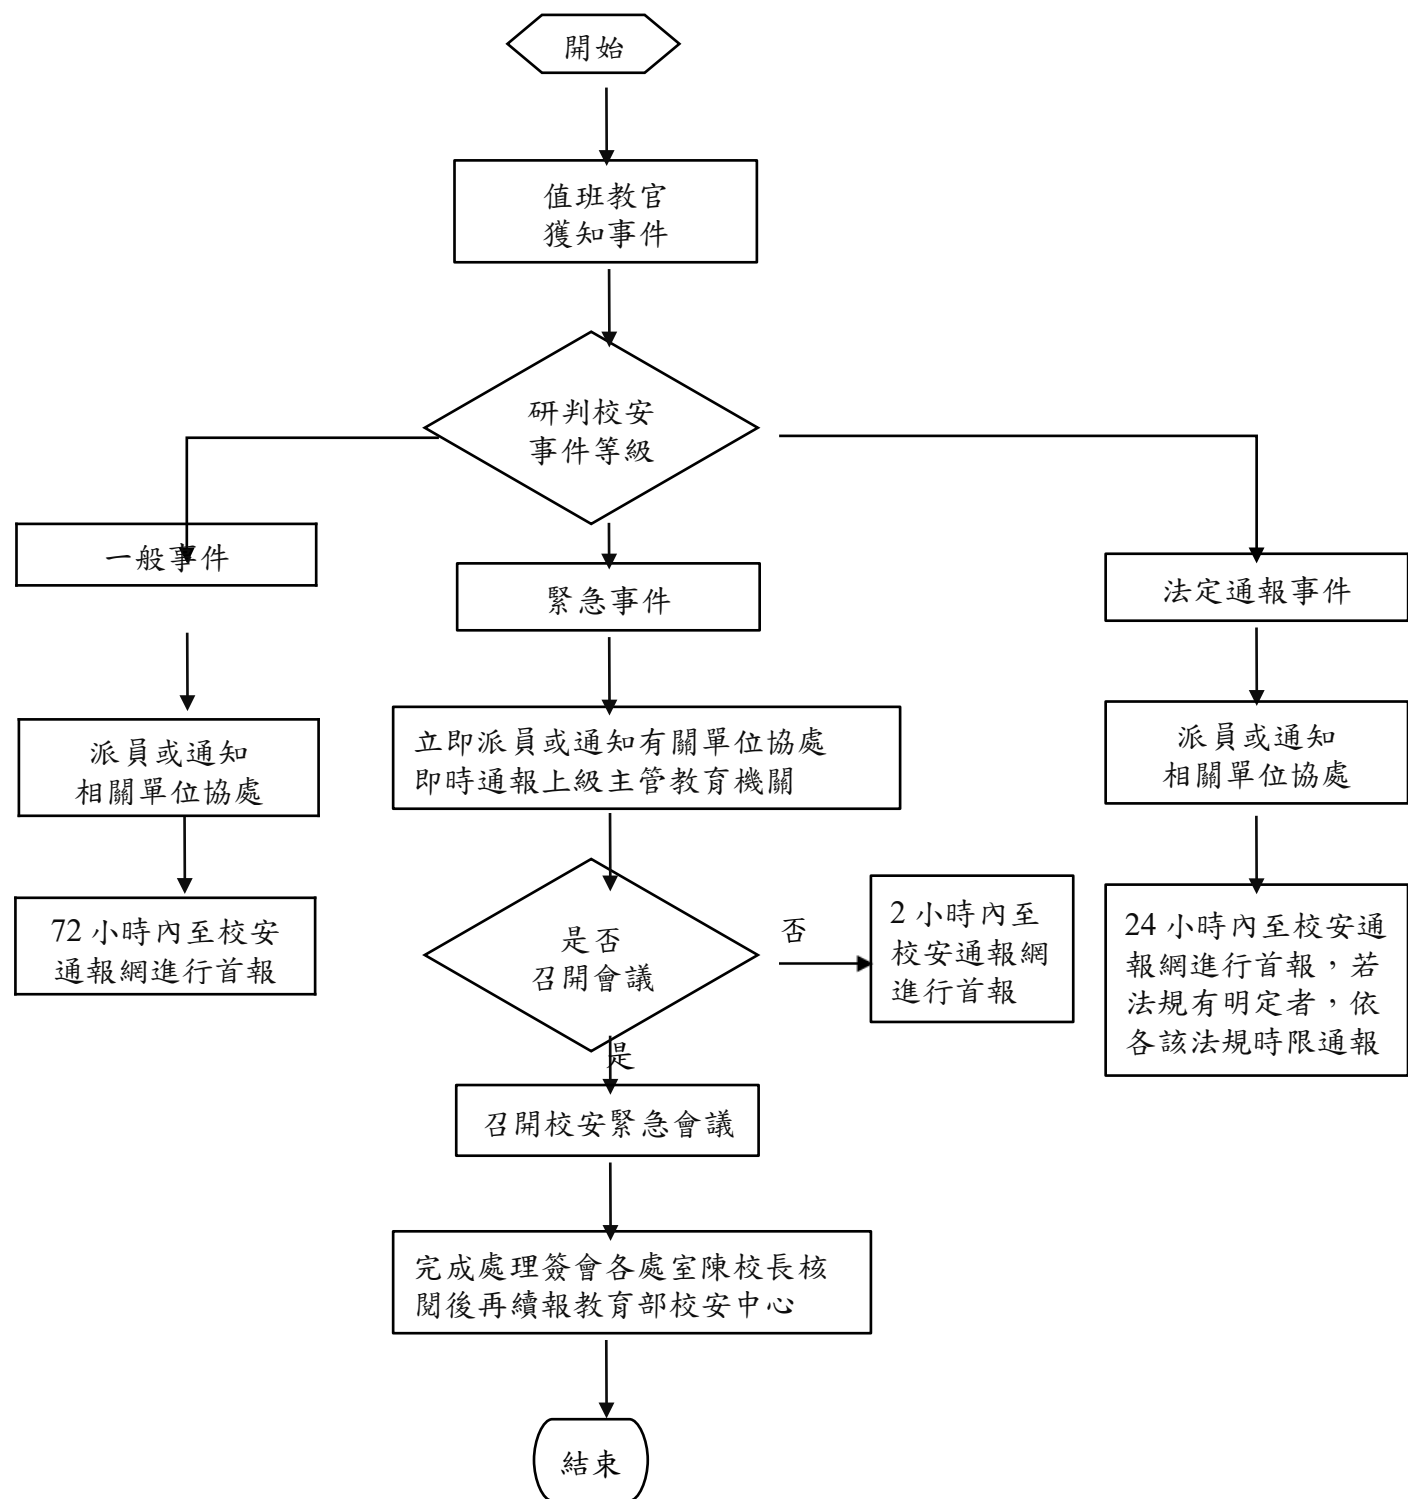 開始
值班教官
獲知事件
研判校安
事件等級
一般事件
緊急事件
法定通報事件
派員或通知
相關單位協處
立即派員或通知有關單位協處
即時通報上級主管教育機關
派員或通知
相關單位協處
72 小時內至校安
通報網進行首報
是否
召開會議
否
2 小時內至
校安通報網
進行首報
24 小時內至校安通
報網進行首報，若
法規有明定者，依
各該法規時限通報
是
召開校安緊急會議
完成處理簽會各處室陳校長核
閱後再續報教育部校安中心
結束